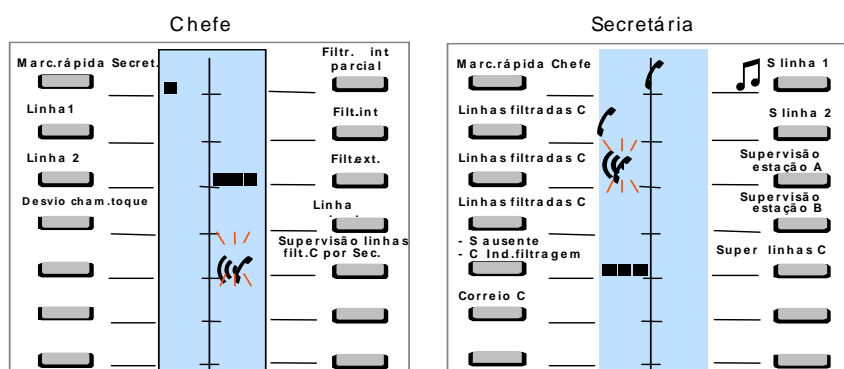 Chefe
Marc.rápida Secret.
Linha1
Linha 2
Desvio cham.toque
Filtr. int
parcial
Filt.int
Filt.ext.
Linha
Supervisão linhas
filt.C por Sec.
Secretária
Marc.rápida Chefe
Linhas filtradas C
Linhas filtradas C
Linhas filtradas C
- S ausente
- C Ind.filtragem
Correio C
S linha 1
S linha 2
Supervisão
estação A
Supervisão
estação B
Super linhas C